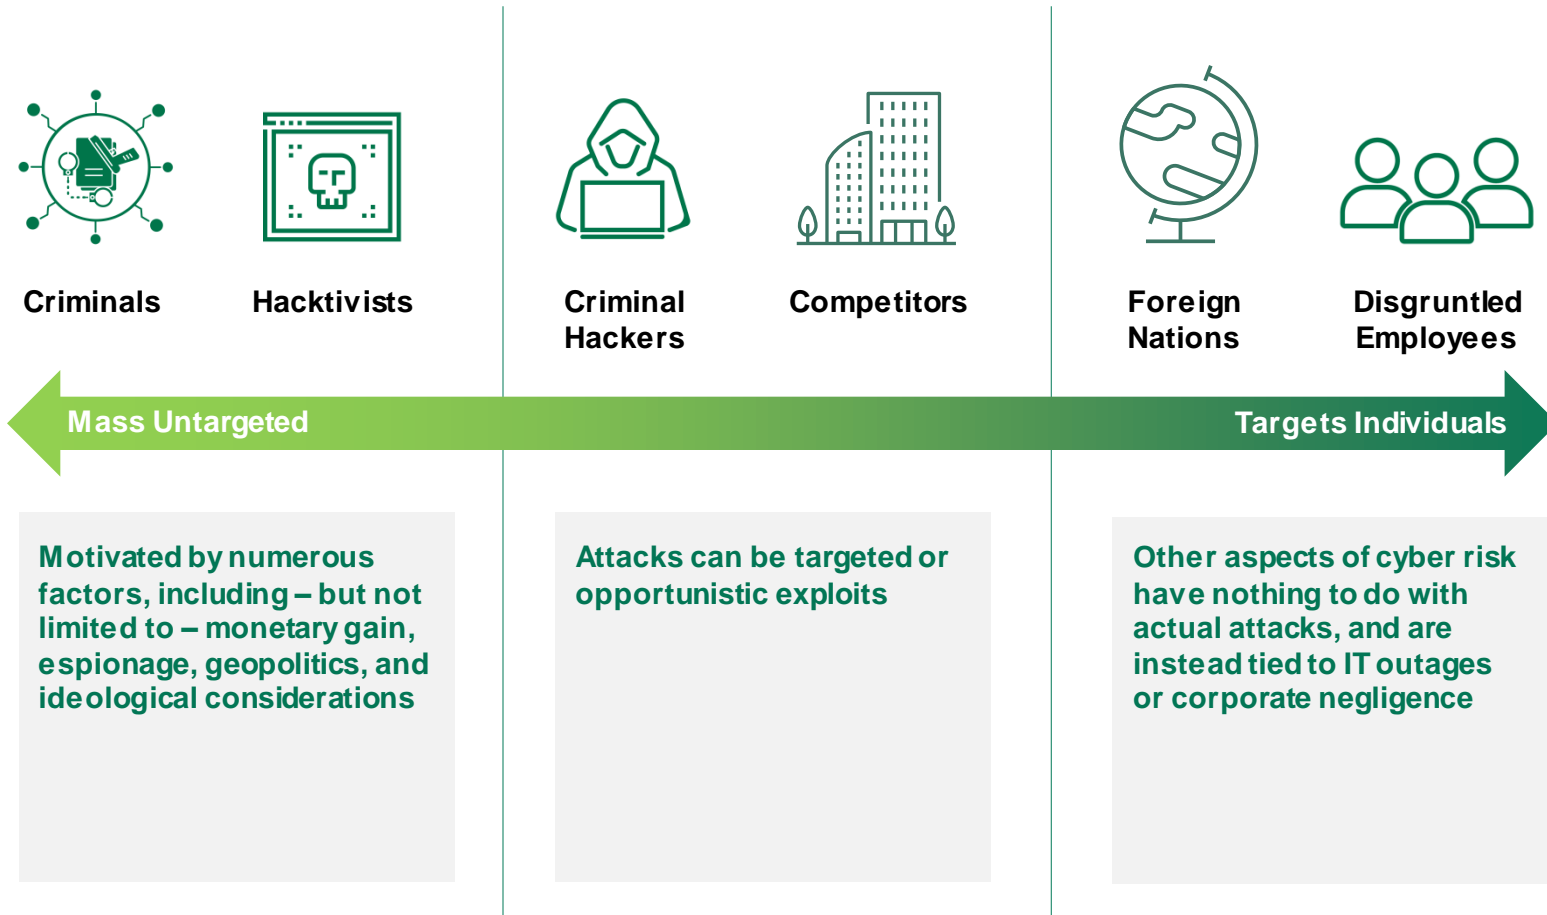 Criminals
Hacktivists
Criminal
Hackers
Competitors
Foreign
Nations
Disgruntled
Employees
Mass Untargeted
Targets Individuals
Motivated by numerous
factors, including – but not
limited to – monetary gain,
espionage, geopolitics, and
ideological considerations
Attacks can be targeted or
opportunistic exploits
Other aspects of cyber risk
have nothing to do with
actual attacks, and are
instead tied to IT outages
or corporate negligence